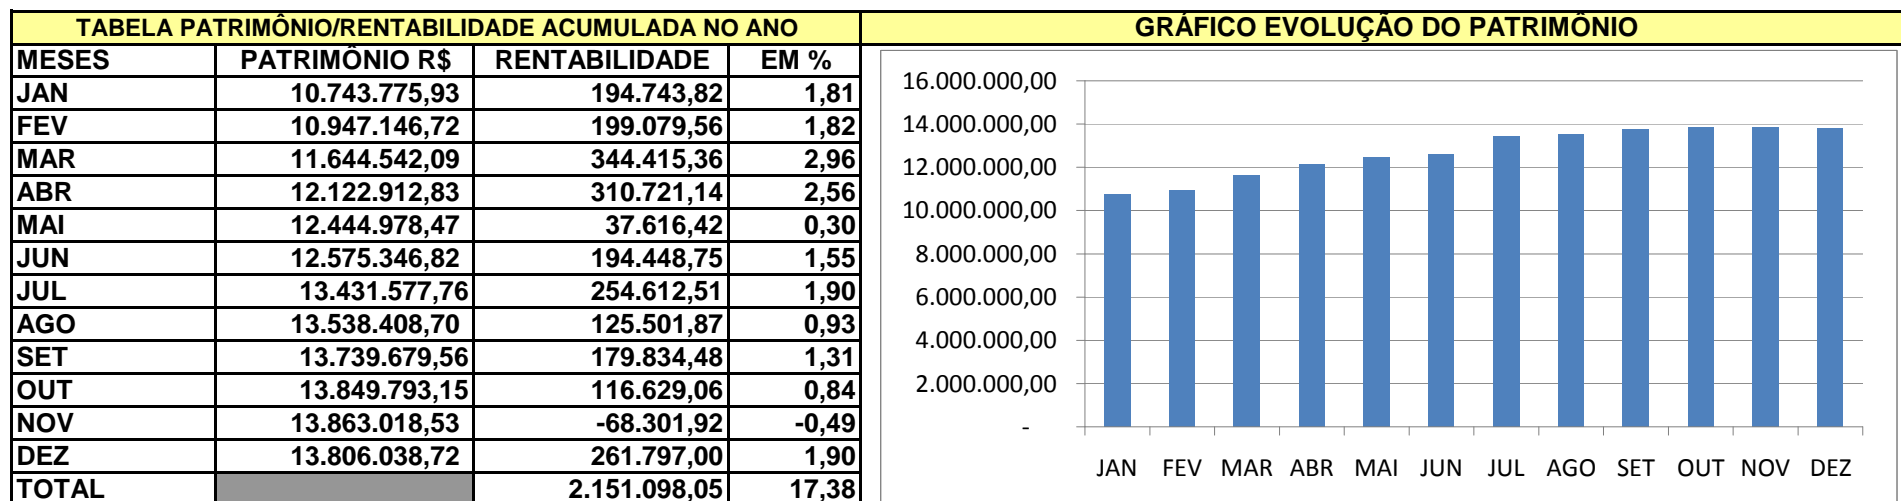 TABELA PATRIMÔNIO/RENTABILIDADE ACUMULADA NO ANO
MESES PATRIMÔNIO R$ RENTABILIDADE EM %
JAN 10.743.775,93 194.743,82 1,81
FEV 10.947.146,72 199.079,56 1,82
MAR 11.644.542,09 344.415,36 2,96
ABR 12.122.912,83 310.721,14 2,56
MAI 12.444.978,47 37.616,42 0,30
JUN 12.575.346,82 194.448,75 1,55
JUL 13.431.577,76 254.612,51 1,90
AGO 13.538.408,70 125.501,87 0,93
SET 13.739.679,56 179.834,48 1,31
OUT 13.849.793,15 116.629,06 0,84
NOV 13.863.018,53 -68.301,92 -0,49
DEZ 13.806.038,72 261.797,00 1,90
TOTAL 2.151.098,05 17,38
GRÁFICO EVOLUÇÃO DO PATRIMÔNIO
16.000.000,00
14.000.000,00
12.000.000,00
10.000.000,00
8.000.000,00
6.000.000,00
4.000.000,00
2.000.000,00
-
JAN FEV MAR ABR MAI JUN JUL AGO SET OUT NOV DEZ